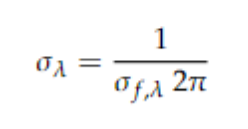 σ_λ = 1 / (σ_{f,λ} 2π)